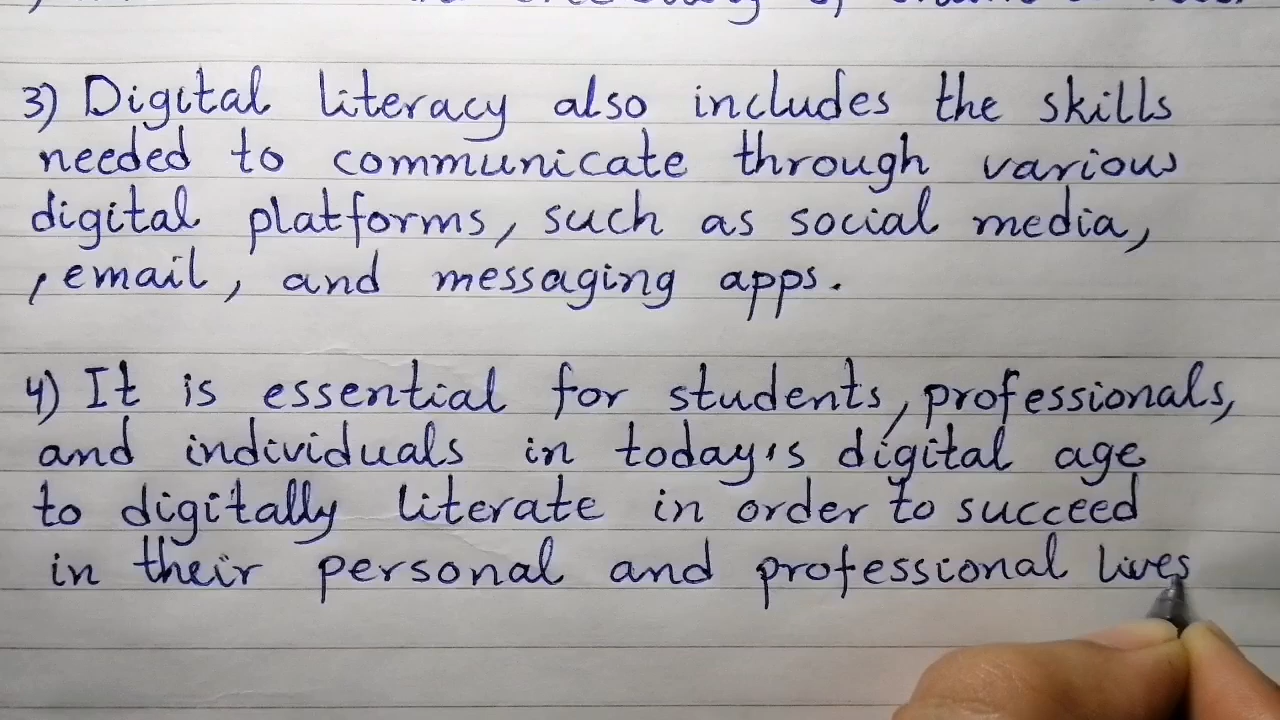 3) Digital literacy also includes the skills
needed to communicate through various
digital platforms, such as social media,
, email, and messaging apps.
4) It is essential for students, professionals,
and individuals in today's digital age
to digitally literate in order to succeed
in their personal and professional lives